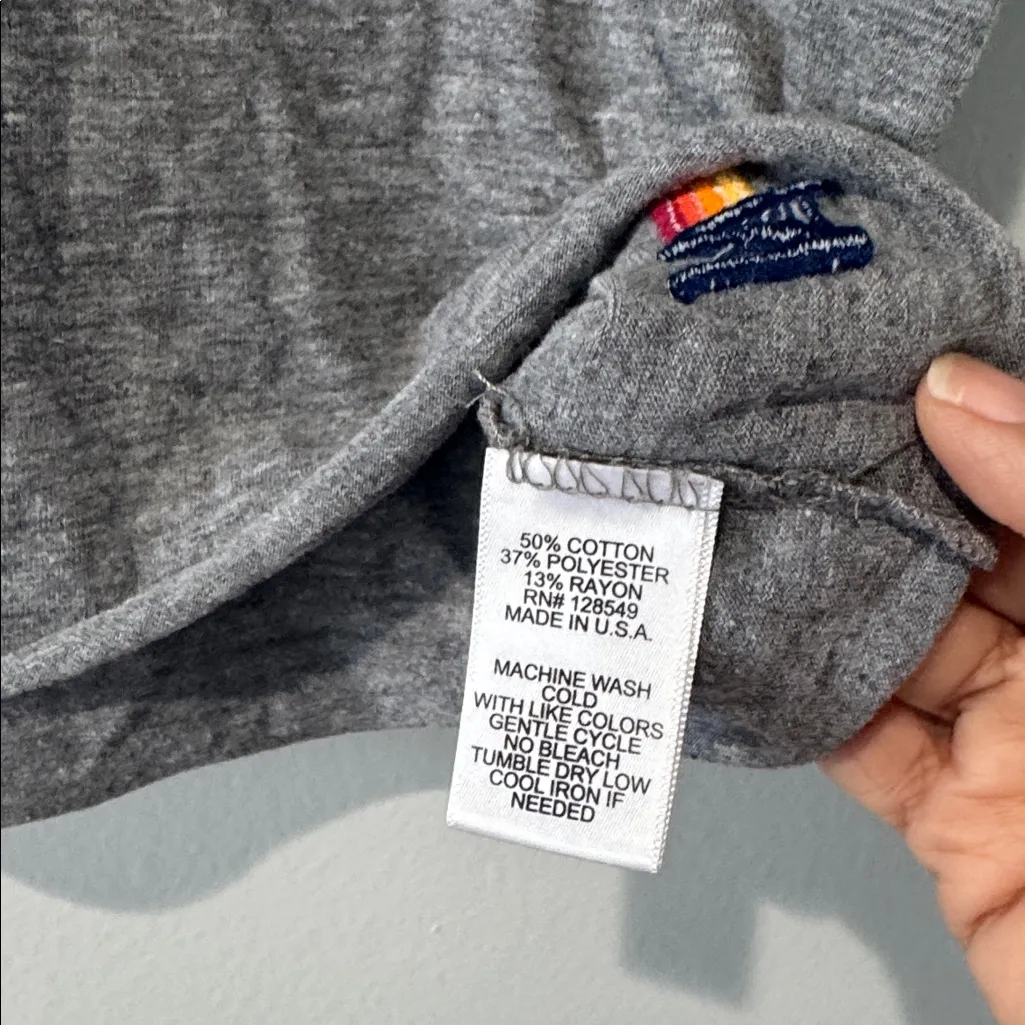 50% COTTON
37% POLYESTER
13% RAYON
RN# 128549
MADE IN U.S.A.
MACHINE WASH
COLD
WITH LIKE COLORS
GENTLE CYCLE
NO BLEACH
TUMBLE DRY LOW
COOL IRON IF
NEEDED